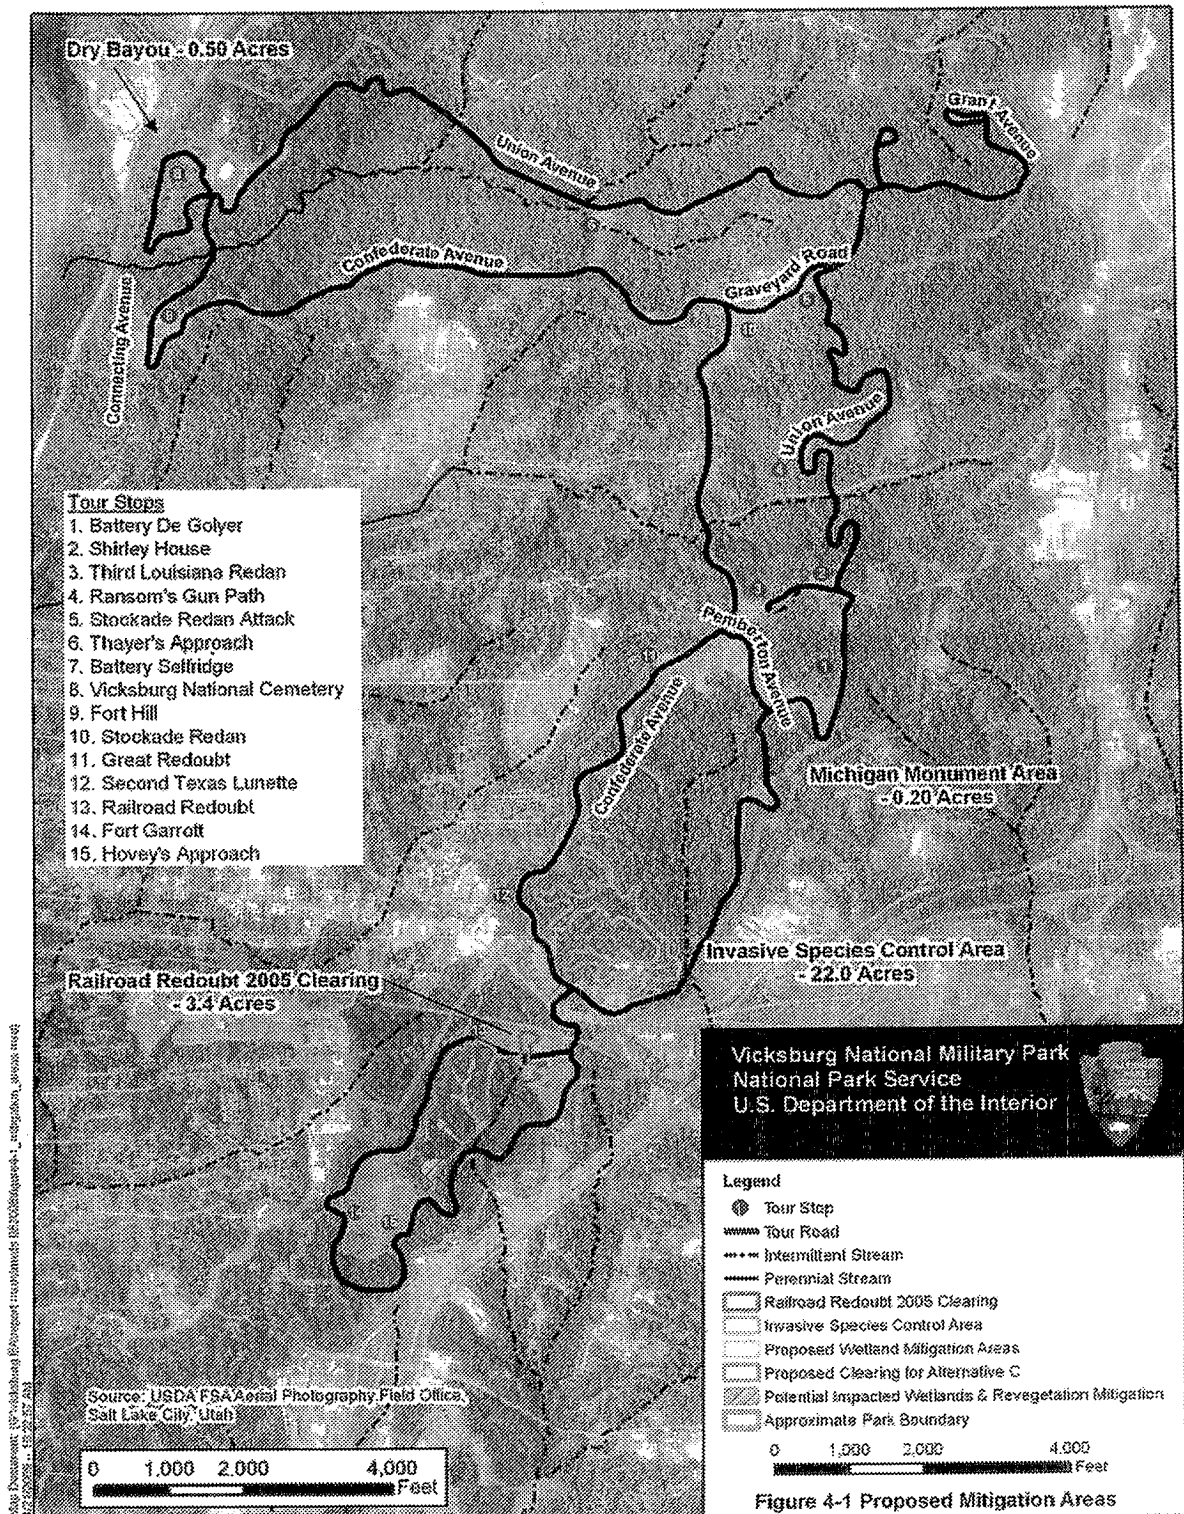 Dry Bayou - 0.50 Acres
Grant Avenue
Union Avenue
Confederate Avenue
Graveyard Road
Connecting Avenue
Union Avenue
Tour Stops
1. Battery De Golyer
2. Shirley House
3. Third Louisiana Redan
4. Ransom's Gun Path
5. Stockade Redan Attack
6. Thayer's Approach
7. Battery Selfridge
8. Vicksburg National Cemetery
9. Fort Hill
10. Stockade Redan
11. Great Redoubt
12. Second Texas Lunette
13. Railroad Redoubt
14. Fort Garrott
15. Hovey's Approach
Pemberton Avenue
Confederate Avenue
Michigan Monument Area
- 0.20 Acres
Invasive Species Control Area
- 22.0 Acres
Railroad Redoubt 2005 Clearing
- 3.4 Acres
Vicksburg National Military Park
National Park Service
U.S. Department of the Interior
Legend
Tour Stop
Tour Road
Intermittent Stream
Perennial Stream
Railroad Redoubt 2005 Clearing
Invasive Species Control Area
Proposed Wetland Mitigation Areas
Proposed Clearing for Alternative C
Potential Impacted Wetlands & Revegetation Mitigation
Approximate Park Boundary
0 1,000 2,000 4,000
Feet
Figure 4-1 Proposed Mitigation Areas
Source: USDA FSA Aerial Photography Field Office,
Salt Lake City, Utah
0 1,000 2,000 4,000
Feet